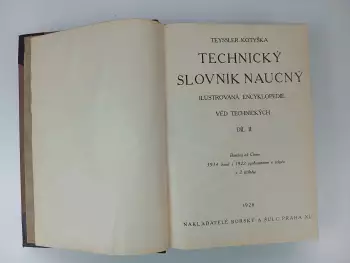 TEYSSLER-KOTYŠKA
TECHNICKÝ
SLOVNÍK NAUČNÝ
ILUSTROVANÁ ENCYKLOPEDIE
VĚD TECHNICKÝCH
DÍL II
1928
NAKLADATELÉ BORSKÝ A ŠULC PRAHA XII